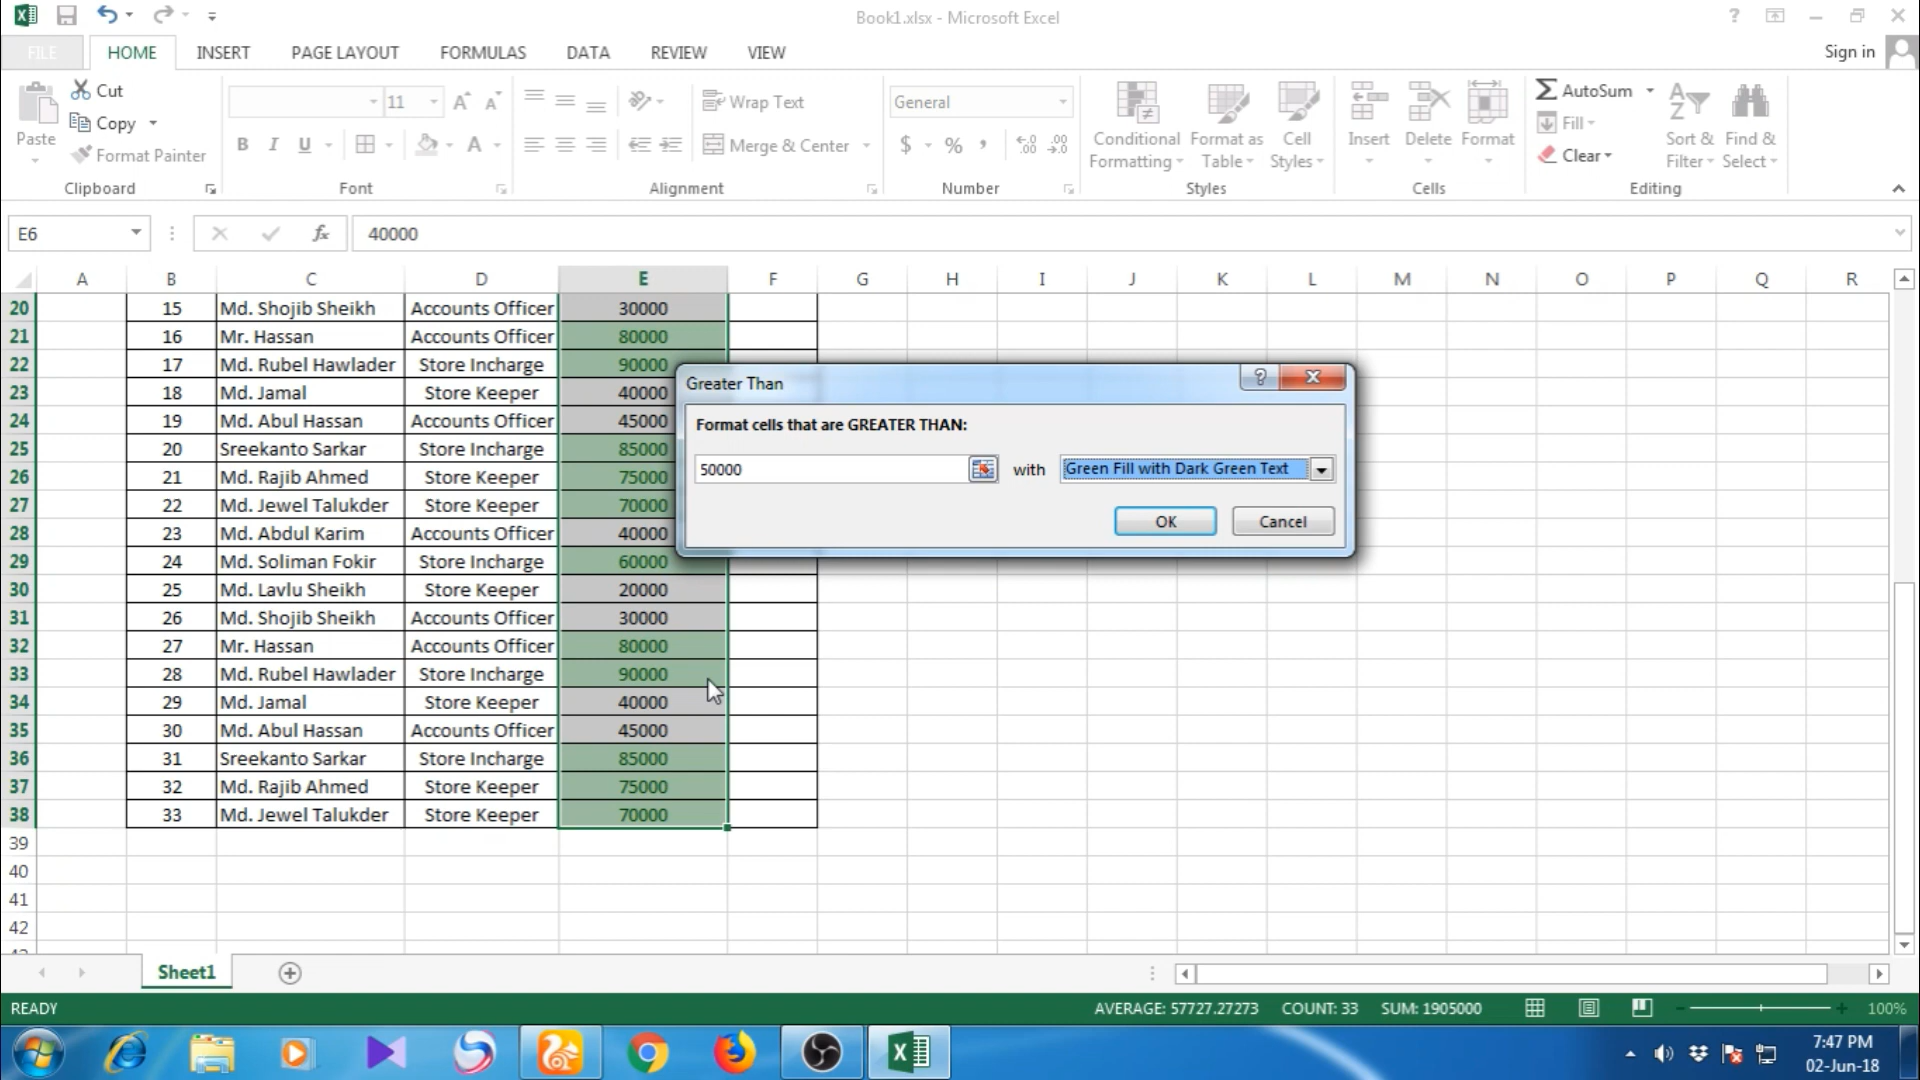 Book1.xlsx - Microsoft Excel
?
FILE HOME INSERT PAGE LAYOUT FORMULAS DATA REVIEW VIEW
Sign in
Paste
Cut
Copy
Format Painter
Clipboard
11
B I U
Font
Wrap Text
Merge & Center
Alignment
General
$ % ,
Number
Conditional Formatting
Format as Table
Cell Styles
Styles
Insert
Delete
Format
Cells
AutoSum
Fill
Clear
Sort & Filter
Find & Select
Editing
E6
fx
40000
A B C D E F G H I J K L M N O P Q R
20 15 Md. Shojib Sheikh Accounts Officer 30000
21 16 Mr. Hassan Accounts Officer 80000
22 17 Md. Rubel Hawlader Store Incharge 90000
23 18 Md. Jamal Store Keeper 40000
24 19 Md. Abul Hassan Accounts Officer 45000
25 20 Sreekanto Sarkar Store Incharge 85000
26 21 Md. Rajib Ahmed Store Keeper 75000
27 22 Md. Jewel Talukder Store Keeper 70000
28 23 Md. Abdul Karim Accounts Officer 40000
29 24 Md. Soliman Fokir Store Incharge 60000
30 25 Md. Lavlu Sheikh Store Keeper 20000
31 26 Md. Shojib Sheikh Accounts Officer 30000
32 27 Mr. Hassan Accounts Officer 80000
33 28 Md. Rubel Hawlader Store Incharge 90000
34 29 Md. Jamal Store Keeper 40000
35 30 Md. Abul Hassan Accounts Officer 45000
36 31 Sreekanto Sarkar Store Incharge 85000
37 32 Md. Rajib Ahmed Store Keeper 75000
38 33 Md. Jewel Talukder Store Keeper 70000
39
40
41
42
Greater Than
?
Format cells that are GREATER THAN:
50000 with Green Fill with Dark Green Text
OK Cancel
Sheet1
READY
AVERAGE: 57727.27273 COUNT: 33 SUM: 1905000
100%
7:47 PM
02-Jun-18